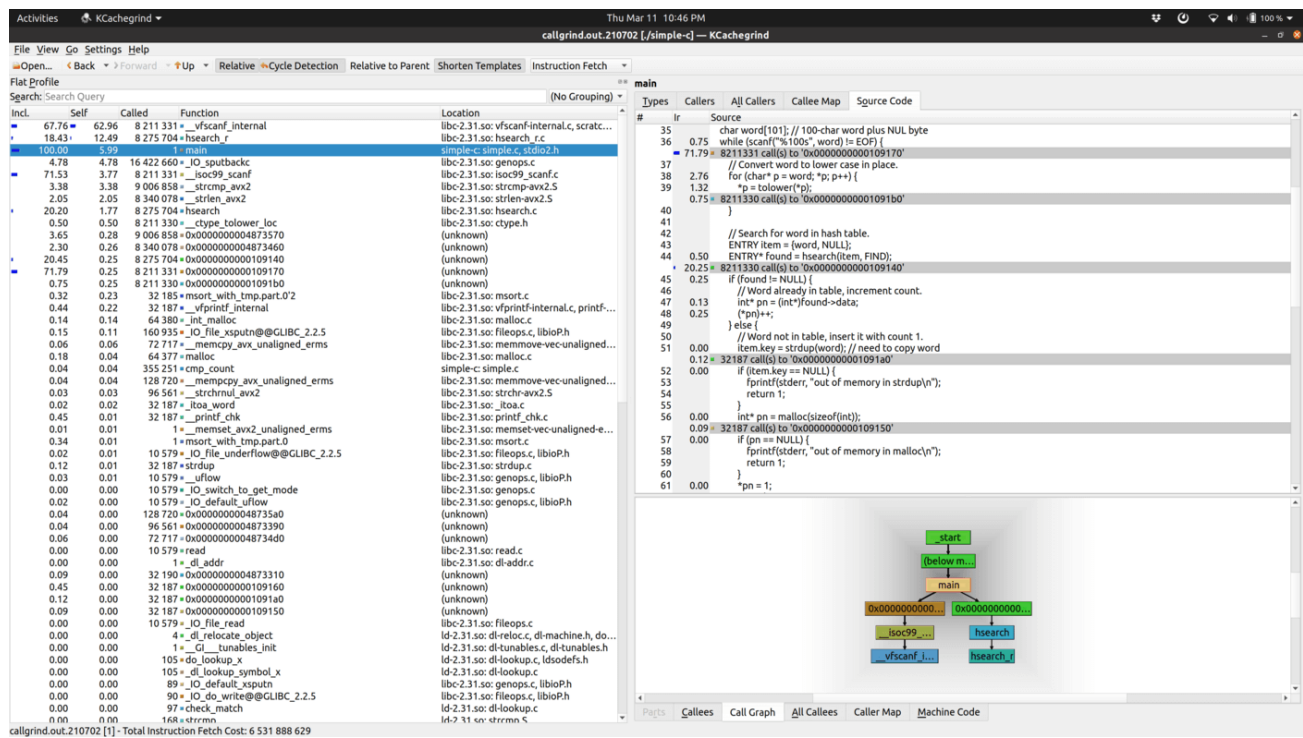 Activities KCachegrind Thu Mar 11 10:46 PM 100 %
callgrind.out.210702 [./simple-c] — KCachegrind
File View Go Settings Help
Open... Back Forward Up Relative Cycle Detection Relative to Parent Shorten Templates Instruction Fetch
Flat Profile
Search: Search Query (No Grouping)
Incl. Self Called Function Location
67.76 62.96 8 211 331 __vfscanf_internal libc-2.31.so: vfscanf-internal.c, scratc...
18.43 12.49 8 275 704 hsearch_r libc-2.31.so: hsearch_r.c
100.00 5.99 1 main simple-c: simple.c, stdio2.h
4.78 4.78 16 422 660 _IO_sputbackc libc-2.31.so: genops.c
71.53 3.77 8 211 331 __isoc99_scanf libc-2.31.so: isoc99_scanf.c
3.38 3.38 9 006 858 __strcmp_avx2 libc-2.31.so: strcmp-avx2.S
2.05 2.05 8 340 078 __strlen_avx2 libc-2.31.so: strlen-avx2.S
20.20 1.77 8 275 704 hsearch libc-2.31.so: hsearch.c
0.50 0.50 8 211 330 __ctype_tolower_loc libc-2.31.so: ctype.h
3.65 0.28 9 006 858 0x0000000004873570 (unknown)
2.30 0.26 8 340 078 0x0000000004873460 (unknown)
20.45 0.25 8 275 704 0x0000000000109140 (unknown)
71.79 0.25 8 211 331 0x0000000000109170 (unknown)
0.75 0.25 8 211 330 0x00000000001091b0 (unknown)
0.32 0.23 32 185 msort_with_tmp.part.0'2 libc-2.31.so: msort.c
0.44 0.22 32 187 __vfprintf_internal libc-2.31.so: vfprintf-internal.c, printf-...
0.14 0.14 64 380 _int_malloc libc-2.31.so: malloc.c
0.15 0.11 160 935 _IO_file_xsputn@@GLIBC_2.2.5 libc-2.31.so: fileops.c, libioP.h
0.06 0.06 72 717 __memcpy_avx_unaligned_erms libc-2.31.so: memmove-vec-unaligned...
0.18 0.04 64 377 malloc libc-2.31.so: malloc.c
0.04 0.04 355 251 cmp_count simple-c: simple.c
0.04 0.04 128 720 __mempcpy_avx_unaligned_erms libc-2.31.so: memmove-vec-unaligned...
0.03 0.03 96 561 __strchrnul_avx2 libc-2.31.so: strchr-avx2.S
0.02 0.02 32 187 _itoa_word libc-2.31.so: _itoa.c
0.45 0.01 32 187 __printf_chk libc-2.31.so: printf_chk.c
0.01 0.01 1 __memset_avx2_unaligned_erms libc-2.31.so: memset-vec-unaligned-e...
0.34 0.01 1 msort_with_tmp.part.0 libc-2.31.so: msort.c
0.02 0.01 10 579 _IO_file_underflow@@GLIBC_2.2.5 libc-2.31.so: fileops.c, libioP.h
0.12 0.01 32 187 strdup libc-2.31.so: strdup.c
0.03 0.01 10 579 __uflow libc-2.31.so: genops.c, libioP.h
0.00 0.00 10 579 _IO_switch_to_get_mode libc-2.31.so: genops.c
0.02 0.00 10 579 _IO_default_uflow libc-2.31.so: genops.c, libioP.h
0.04 0.00 128 720 0x00000000048735a0 (unknown)
0.04 0.00 96 561 0x0000000004873390 (unknown)
0.06 0.00 72 717 0x00000000048734d0 (unknown)
0.00 0.00 10 579 read libc-2.31.so: read.c
0.00 0.00 1 _dl_addr libc-2.31.so: dl-addr.c
0.09 0.00 32 190 0x0000000004873310 (unknown)
0.45 0.00 32 187 0x0000000000109160 (unknown)
0.12 0.00 32 187 0x00000000001091a0 (unknown)
0.09 0.00 32 187 0x0000000000109150 (unknown)
0.00 0.00 10 579 _IO_file_read libc-2.31.so: fileops.c
0.00 0.00 4 _dl_relocate_object ld-2.31.so: dl-reloc.c, dl-machine.h, do...
0.00 0.00 1 __GI___tunables_init ld-2.31.so: dl-tunables.c, dl-tunables.h
0.00 0.00 105 do_lookup_x ld-2.31.so: dl-lookup.c, ldsodefs.h
0.00 0.00 105 _dl_lookup_symbol_x ld-2.31.so: dl-lookup.c
0.00 0.00 89 _IO_default_xsputn libc-2.31.so: genops.c, libioP.h
0.00 0.00 90 _IO_do_write@@GLIBC_2.2.5 libc-2.31.so: fileops.c, libioP.h
0.00 0.00 97 check_match ld-2.31.so: dl-lookup.c
0.00 0.00 168 strcmp ld-2.31.so: strcmp.S
callgrind.out.210702 [1] - Total Instruction Fetch Cost: 6 531 888 629
main
Types Callers All Callers Callee Map Source Code
# Ir Source
35 char word[101]; // 100-char word plus NUL byte
36 0.75 while (scanf("%100s", word) != EOF) {
71.79 8211331 call(s) to '0x0000000000109170'
37 // Convert word to lower case in place.
38 2.76 for (char* p = word; *p; p++) {
39 1.32 *p = tolower(*p);
0.75 8211330 call(s) to '0x00000000001091b0'
40 }
41
42 // Search for word in hash table.
43 ENTRY item = {word, NULL};
44 0.50 ENTRY* found = hsearch(item, FIND);
20.25 8211330 call(s) to '0x0000000000109140'
45 0.25 if (found != NULL) {
46 // Word already in table, increment count.
47 0.13 int* pn = (int*)found->data;
48 0.25 (*pn)++;
49 } else {
50 // Word not in table, insert it with count 1.
51 0.00 item.key = strdup(word); // need to copy word
0.12 32187 call(s) to '0x00000000001091a0'
52 0.00 if (item.key == NULL) {
53 fprintf(stderr, "out of memory in strdup\n");
54 return 1;
55 }
56 0.00 int* pn = malloc(sizeof(int));
0.09 32187 call(s) to '0x0000000000109150'
57 0.00 if (pn == NULL) {
58 fprintf(stderr, "out of memory in malloc\n");
59 return 1;
60 }
61 0.00 *pn = 1;
_start
(below m...
main
0x0000000000... 0x0000000000...
__isoc99_... hsearch
__vfscanf_i... hsearch_r
Parts Callees Call Graph All Callees Caller Map Machine Code